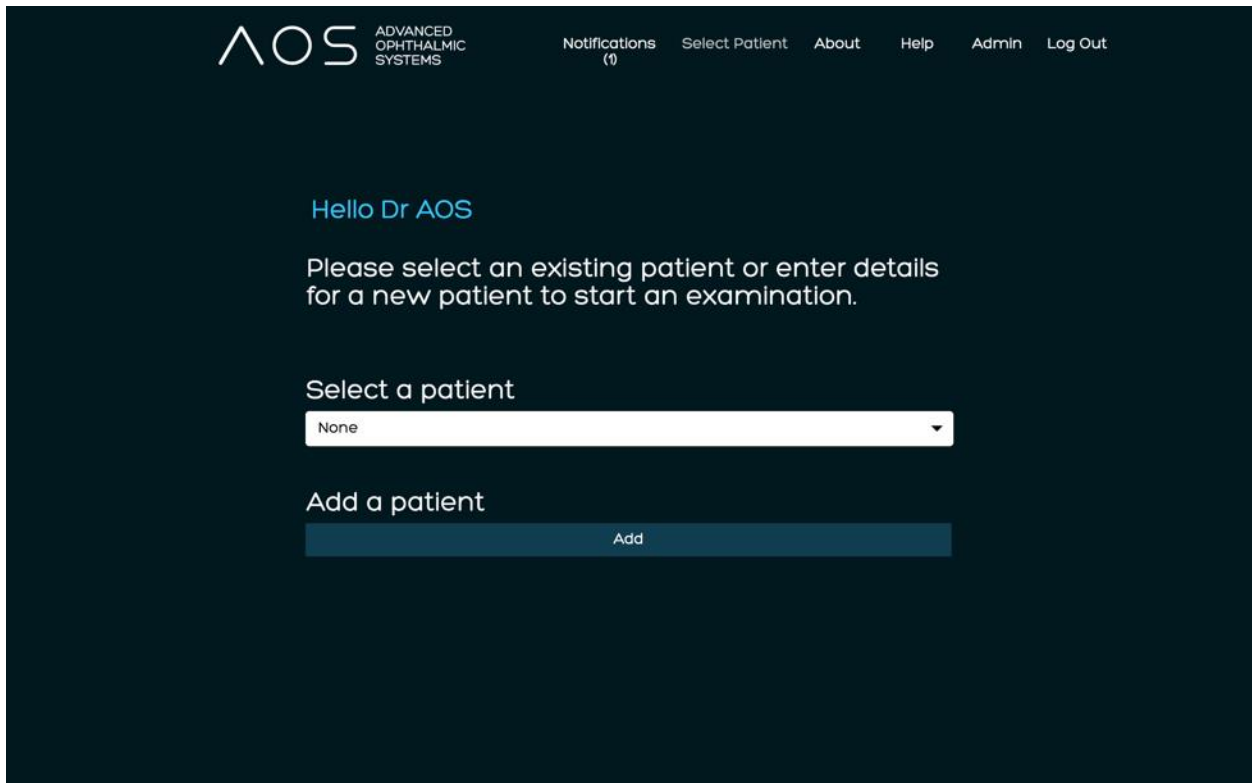 AOS
ADVANCED
OPHTHALMIC
SYSTEMS
Notifications
(1)
Select Patient
About
Help
Admin
Log Out
Hello Dr AOS
Please select an existing patient or enter details
for a new patient to start an examination.
Select a patient
None
Add a patient
Add